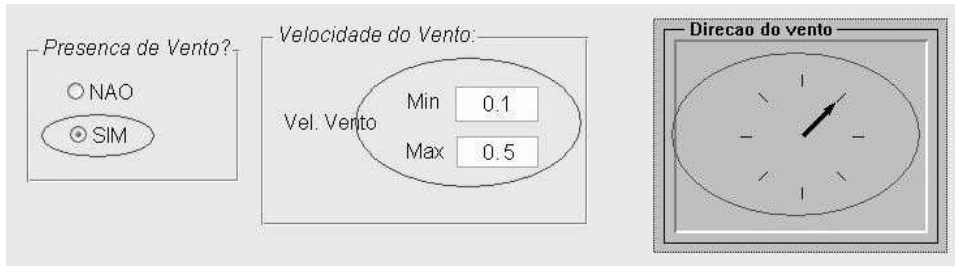 Presenca de Vento?
NAO
SIM
Velocidade do Vento:
Vel. Vento
Min 0.1
Max 0.5
Direcao do vento